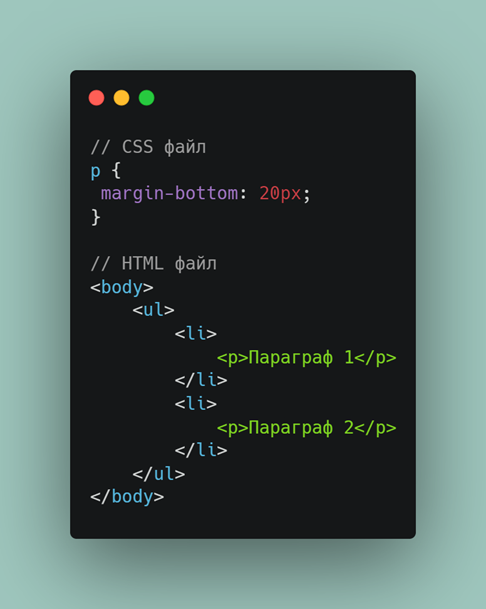 // CSS файл
p {
 margin-bottom: 20px;
}

// HTML файл
<body>
    <ul>
        <li>
            <p>Параграф 1</p>
        </li>
        <li>
            <p>Параграф 2</p>
        </li>
    </ul>
</body>